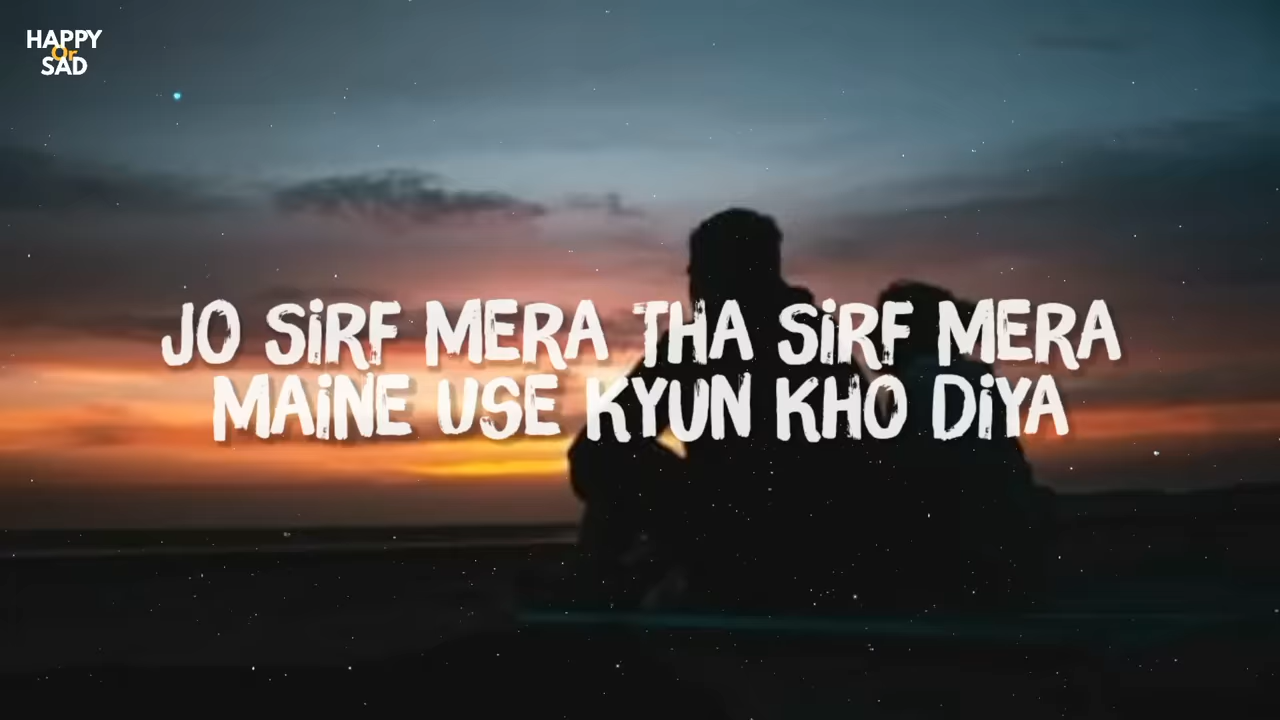 HAPPY
Or
SAD
JO SiRF MERA THA SiRF MERA
MAiNE USE KYUN KHO DiYA